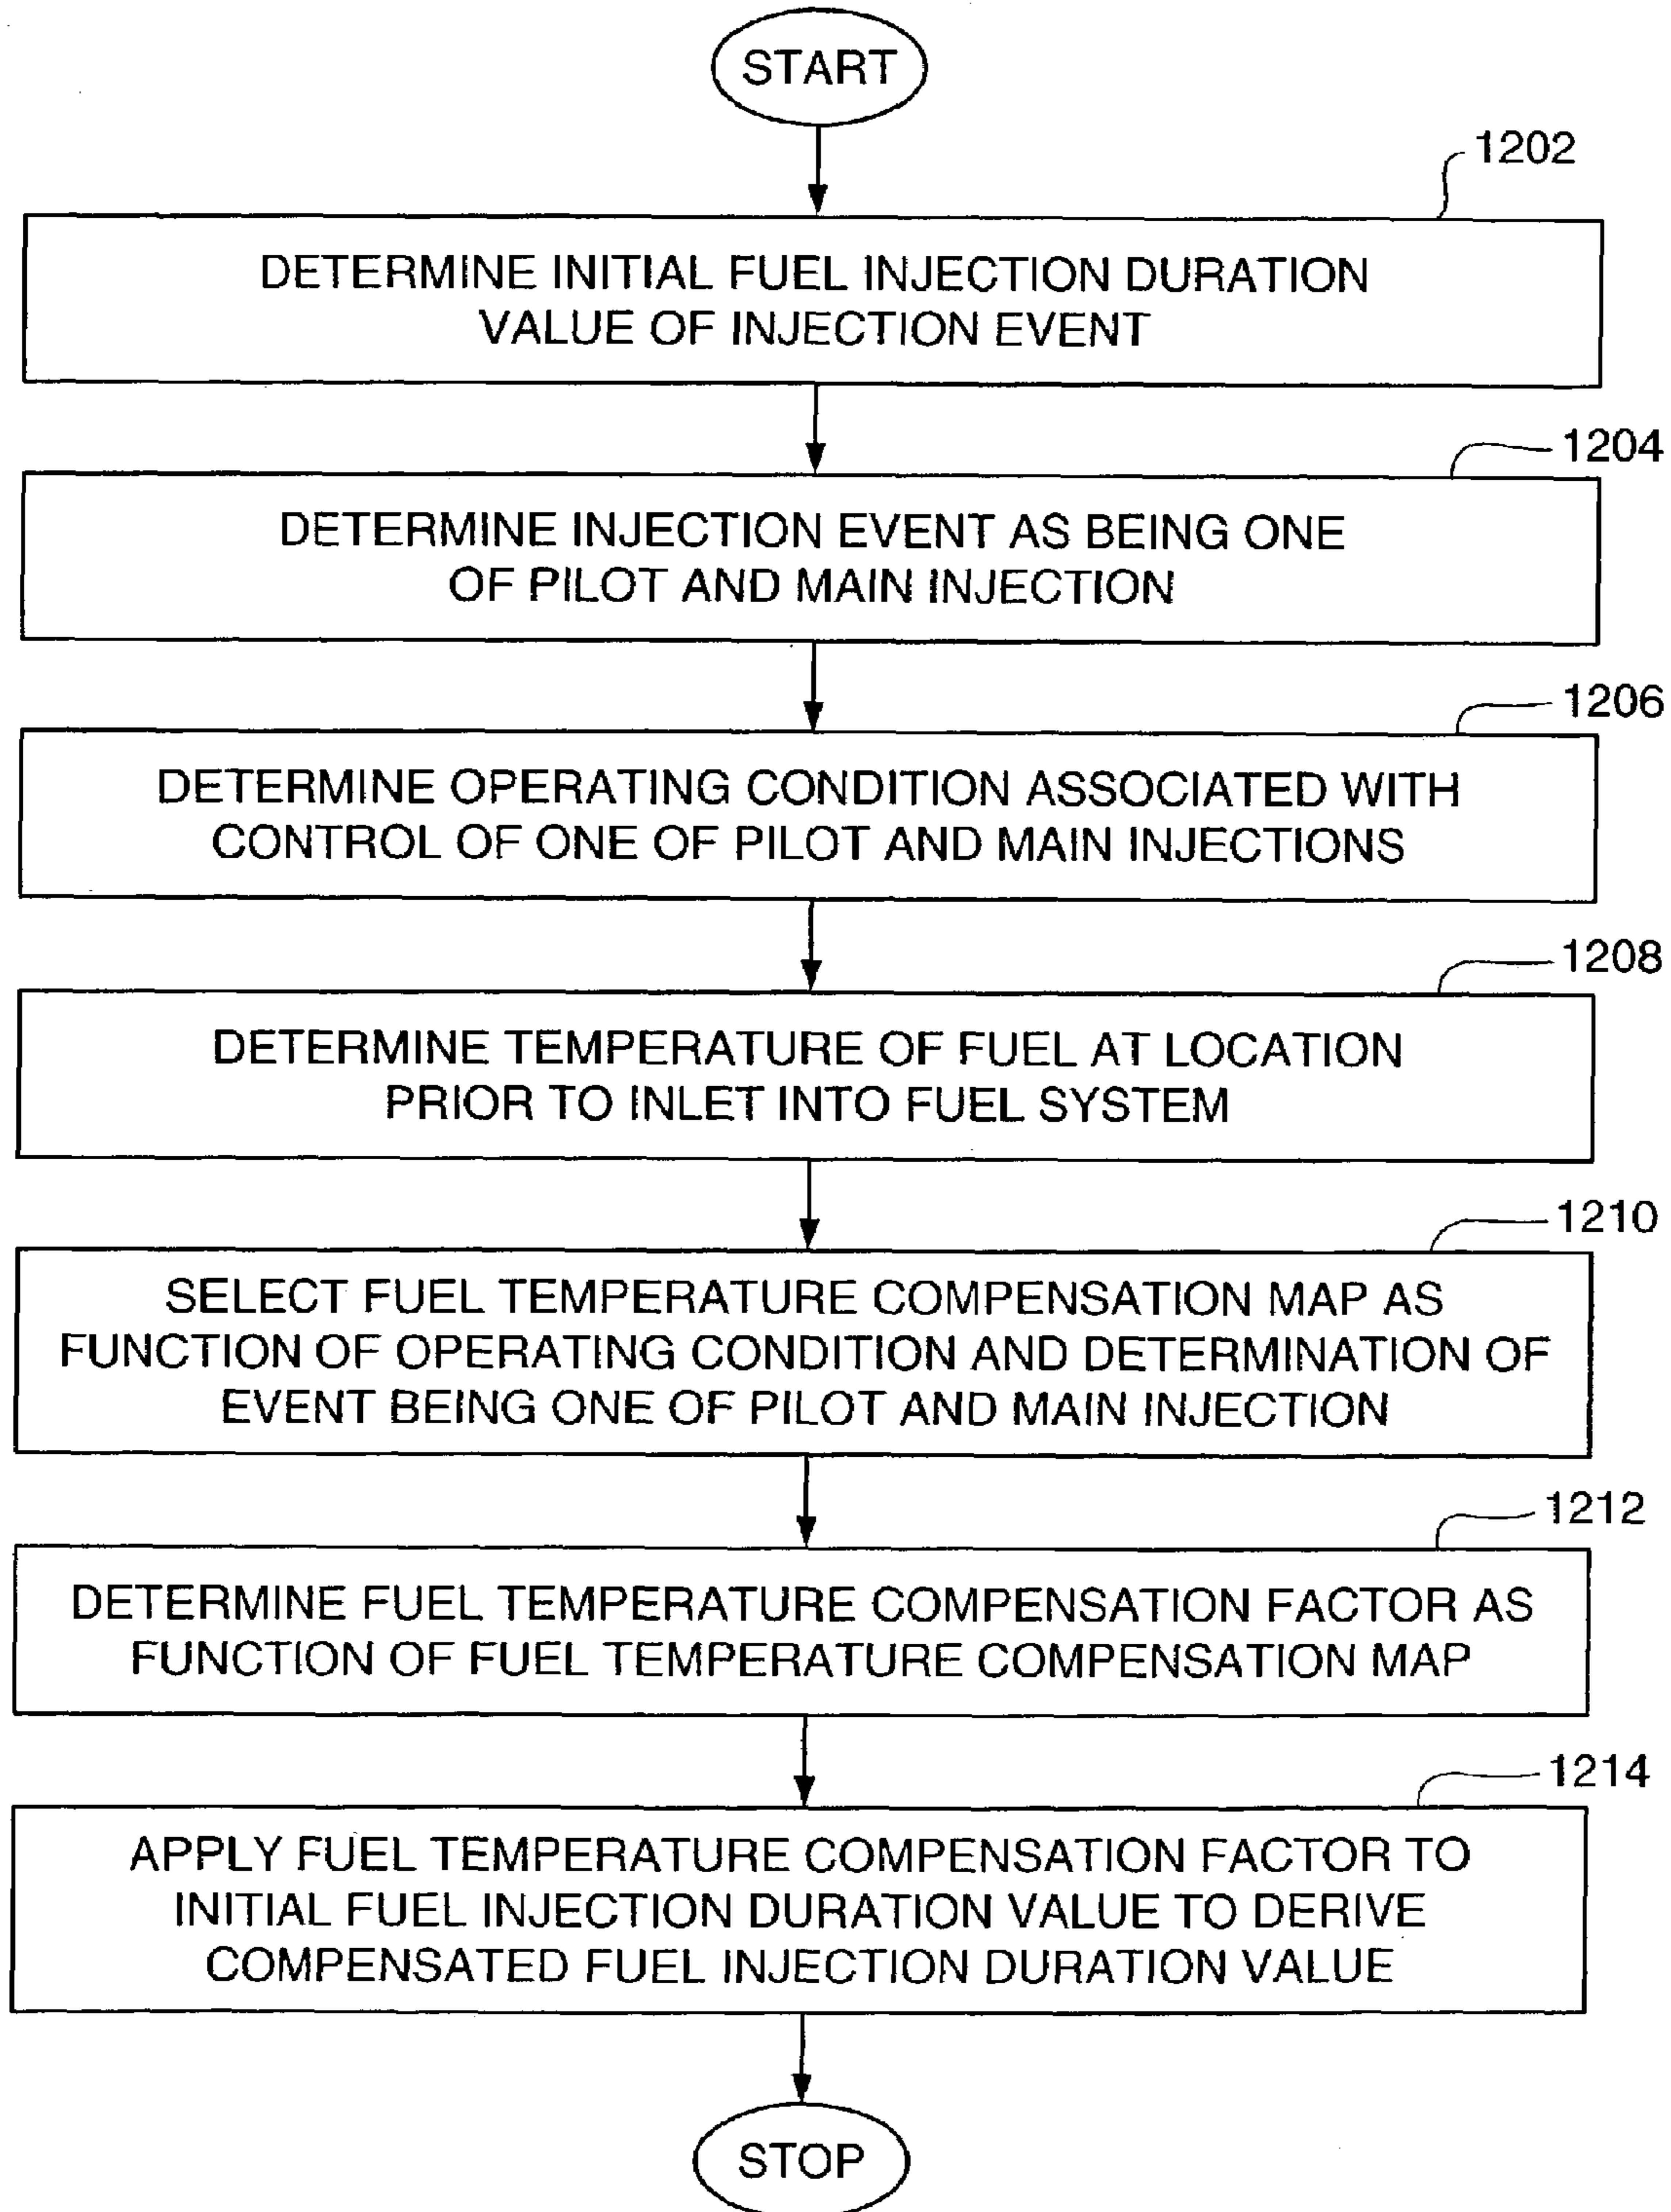 START
1202
DETERMINE INITIAL FUEL INJECTION DURATION
VALUE OF INJECTION EVENT
1204
DETERMINE INJECTION EVENT AS BEING ONE
OF PILOT AND MAIN INJECTION
1206
DETERMINE OPERATING CONDITION ASSOCIATED WITH
CONTROL OF ONE OF PILOT AND MAIN INJECTIONS
1208
DETERMINE TEMPERATURE OF FUEL AT LOCATION
PRIOR TO INLET INTO FUEL SYSTEM
1210
SELECT FUEL TEMPERATURE COMPENSATION MAP AS
FUNCTION OF OPERATING CONDITION AND DETERMINATION OF
EVENT BEING ONE OF PILOT AND MAIN INJECTION
1212
DETERMINE FUEL TEMPERATURE COMPENSATION FACTOR AS
FUNCTION OF FUEL TEMPERATURE COMPENSATION MAP
1214
APPLY FUEL TEMPERATURE COMPENSATION FACTOR TO
INITIAL FUEL INJECTION DURATION VALUE TO DERIVE
COMPENSATED FUEL INJECTION DURATION VALUE
STOP